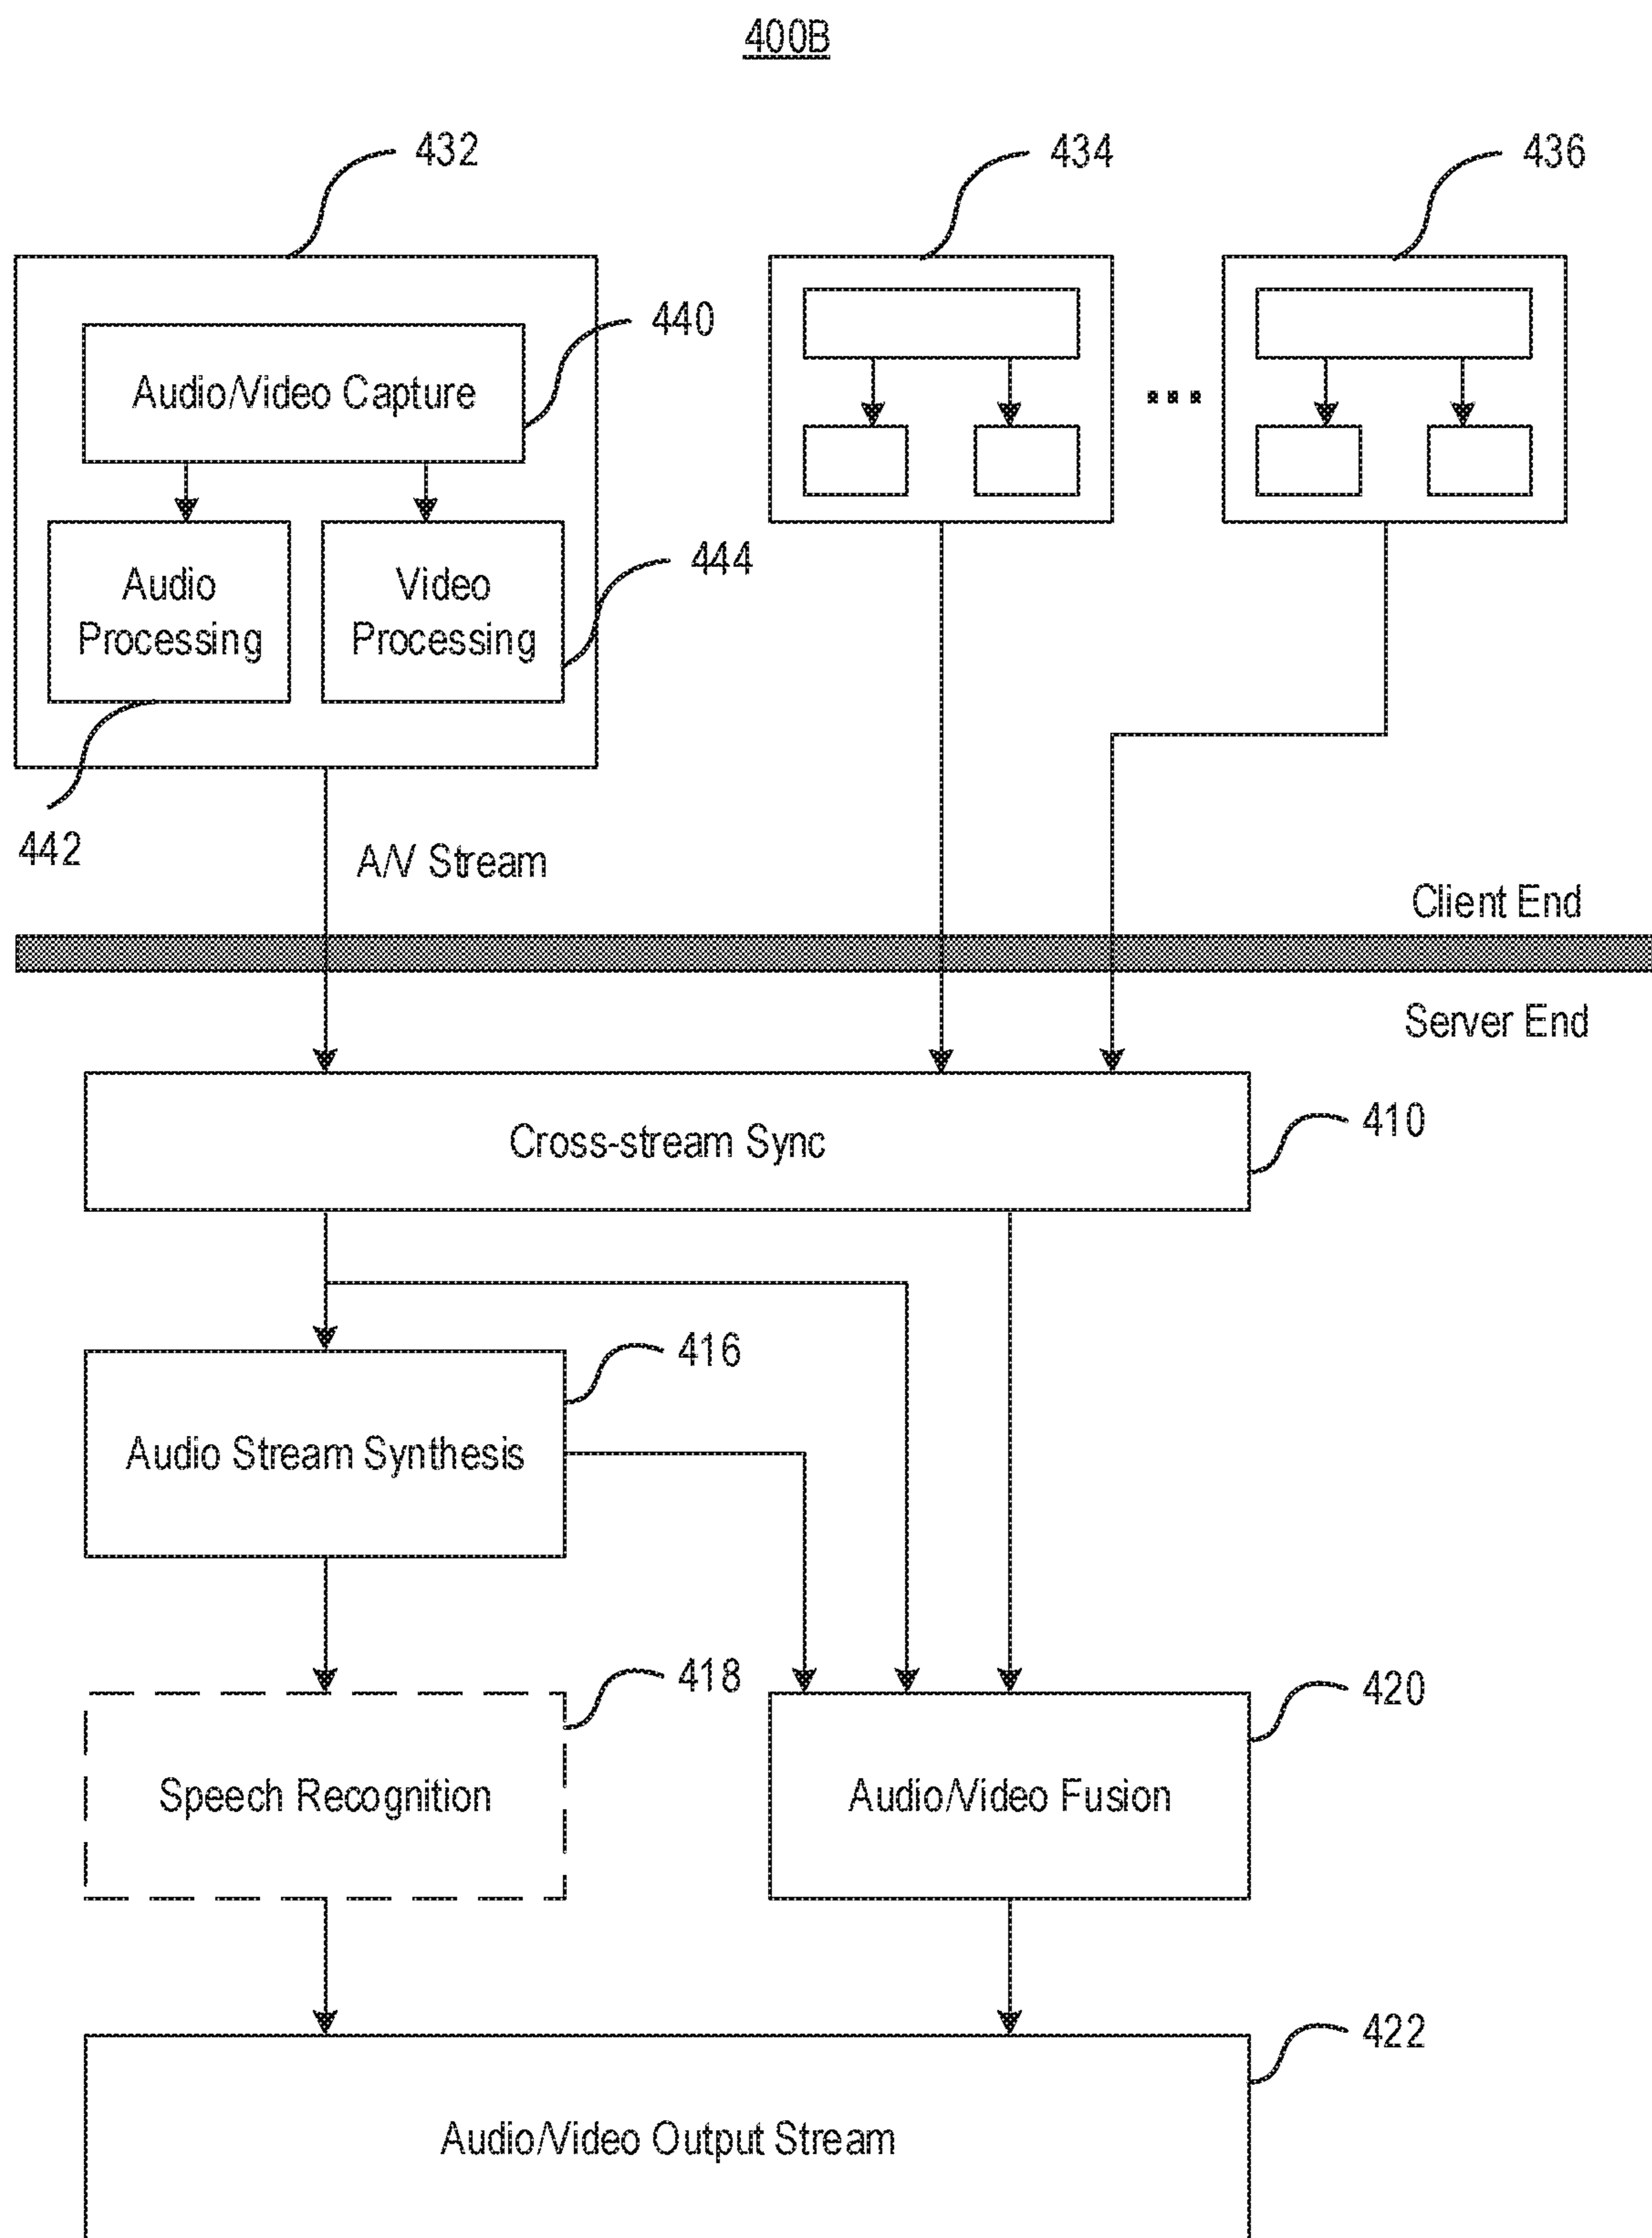 400B
432
434
436
440
Audio/Video Capture
444
Audio
Processing
Video
Processing
442
A/V Stream
Client End
Server End
410
Cross-stream Sync
416
Audio Stream Synthesis
418
420
Speech Recognition
Audio/Video Fusion
422
Audio/Video Output Stream